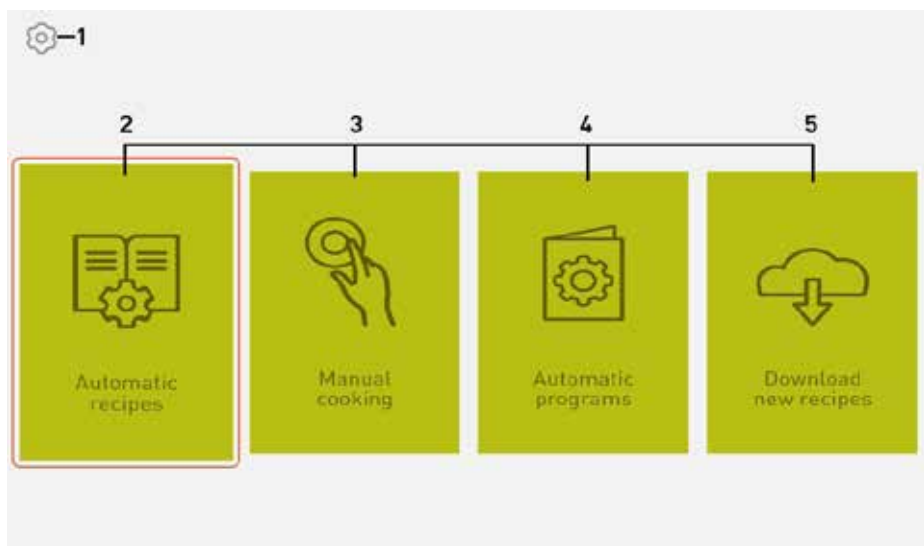 1
2 3 4 5
Automatic
recipes
Manual
cooking
Automatic
programs
Download
new recipes